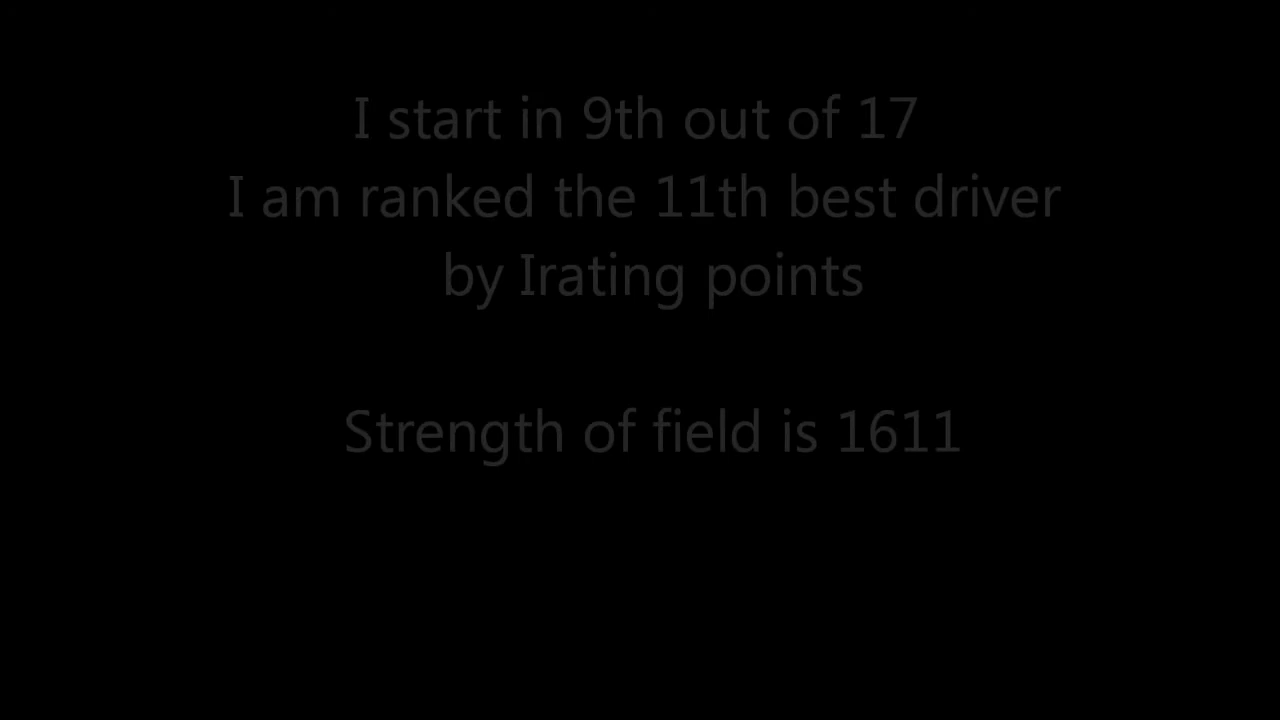 I start in 9th out of 17
I am ranked the 11th best driver
by Irating points
Strength of field is 1611